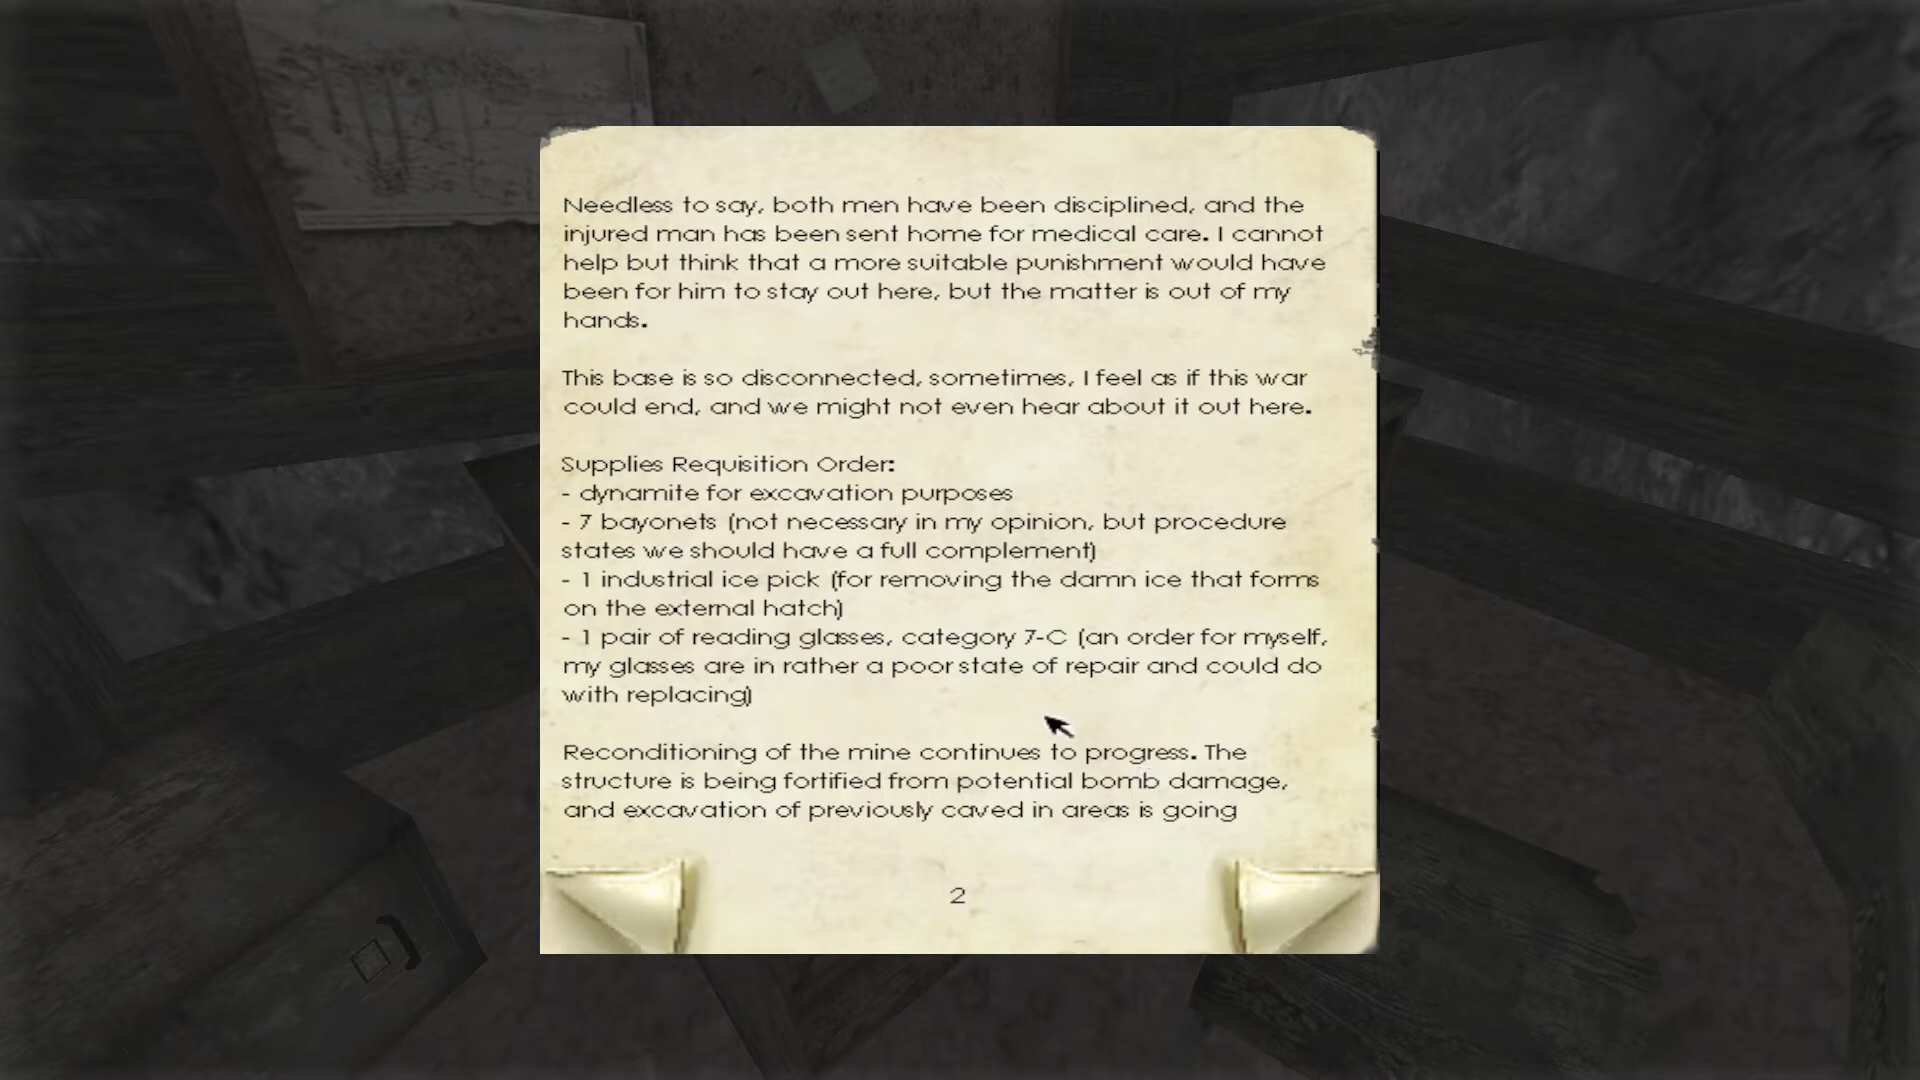 Needless to say, both men have been disciplined, and the
injured man has been sent home for medical care. I cannot
help but think that a more suitable punishment would have
been for him to stay out here, but the matter is out of my
hands.
This base is so disconnected, sometimes, I feel as if this war
could end, and we might not even hear about it out here.
Supplies Requisition Order:
- dynamite for excavation purposes
- 7 bayonets (not necessary in my opinion, but procedure
states we should have a full complement)
- 1 industrial ice pick (for removing the damn ice that forms
on the external hatch)
- 1 pair of reading glasses, category 7-C (an order for myself,
my glasses are in rather a poor state of repair and could do
with replacing)
Reconditioning of the mine continues to progress. The
structure is being fortified from potential bomb damage,
and excavation of previously caved in areas is going
2